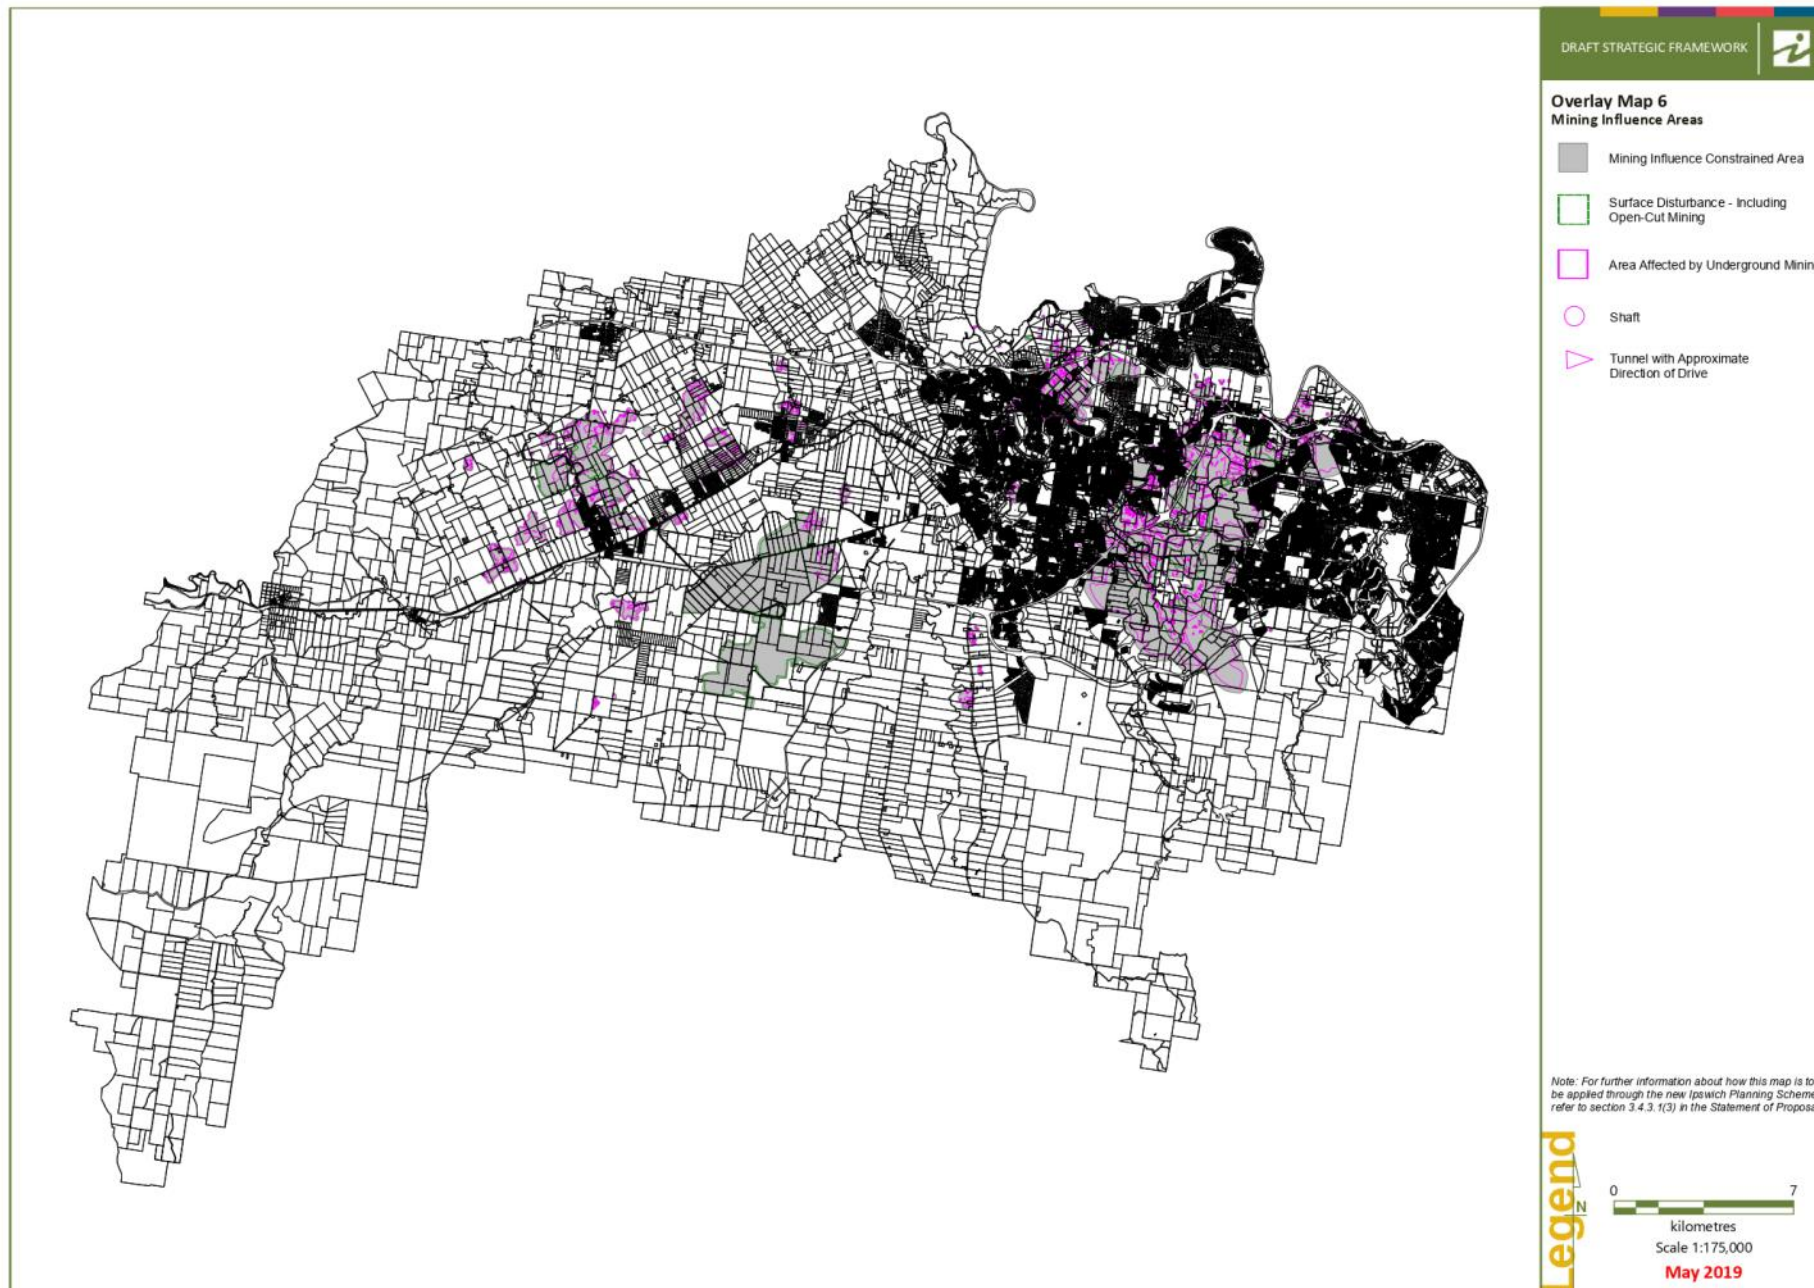 DRAFT STRATEGIC FRAMEWORK
Overlay Map 6
Mining Influence Areas
Mining Influence Constrained Area
Surface Disturbance - Including
Open-Cut Mining
Area Affected by Underground Minin
Shaft
Tunnel with Approximate
Direction of Drive
Note: For further information about how this map is to
be applied through the new Ipswich Planning Scheme
refer to section 3.4.3.1(3) in the Statement of Proposa
Legend
N
0 7
kilometres
Scale 1:175,000
May 2019